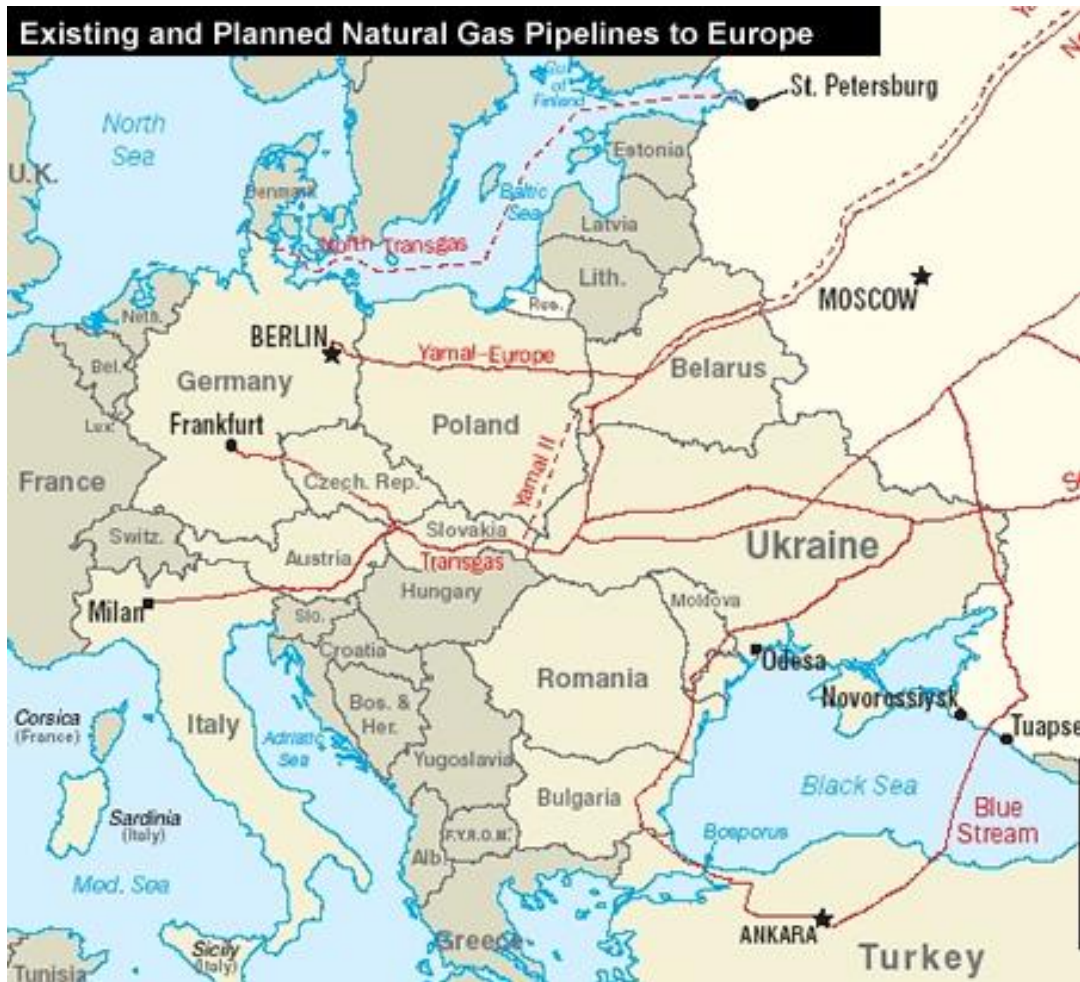 Existing and Planned Natural Gas Pipelines to Europe
Gulf
of
Finland
St. Petersburg
North
Sea
U.K.
Estonia
Denmark
Baltic
Sea
Latvia
North Transgas
Lith.
MOSCOW
Rus.
Neth.
BERLIN
Yamal-Europe
Belarus
Bel.
Germany
Lux.
Frankfurt
Poland
Yamal II
France
Czech. Rep.
Slovakia
Switz.
Austria
Transgas
Ukraine
Hungary
Moldova
Milan
Slo.
Croatia
Odesa
Romania
Bos. &
Her.
Novorossiysk
Corsica
(France)
Italy
Adriatic
Sea
Tuapse
Yugoslavia
Black Sea
Bulgaria
Blue
Stream
Sardinia
(Italy)
F.Y.R.O.M.
Bosporus
Alb.
Med. Sea
ANKARA
Greece
Sicily
(Italy)
Turkey
Tunisia